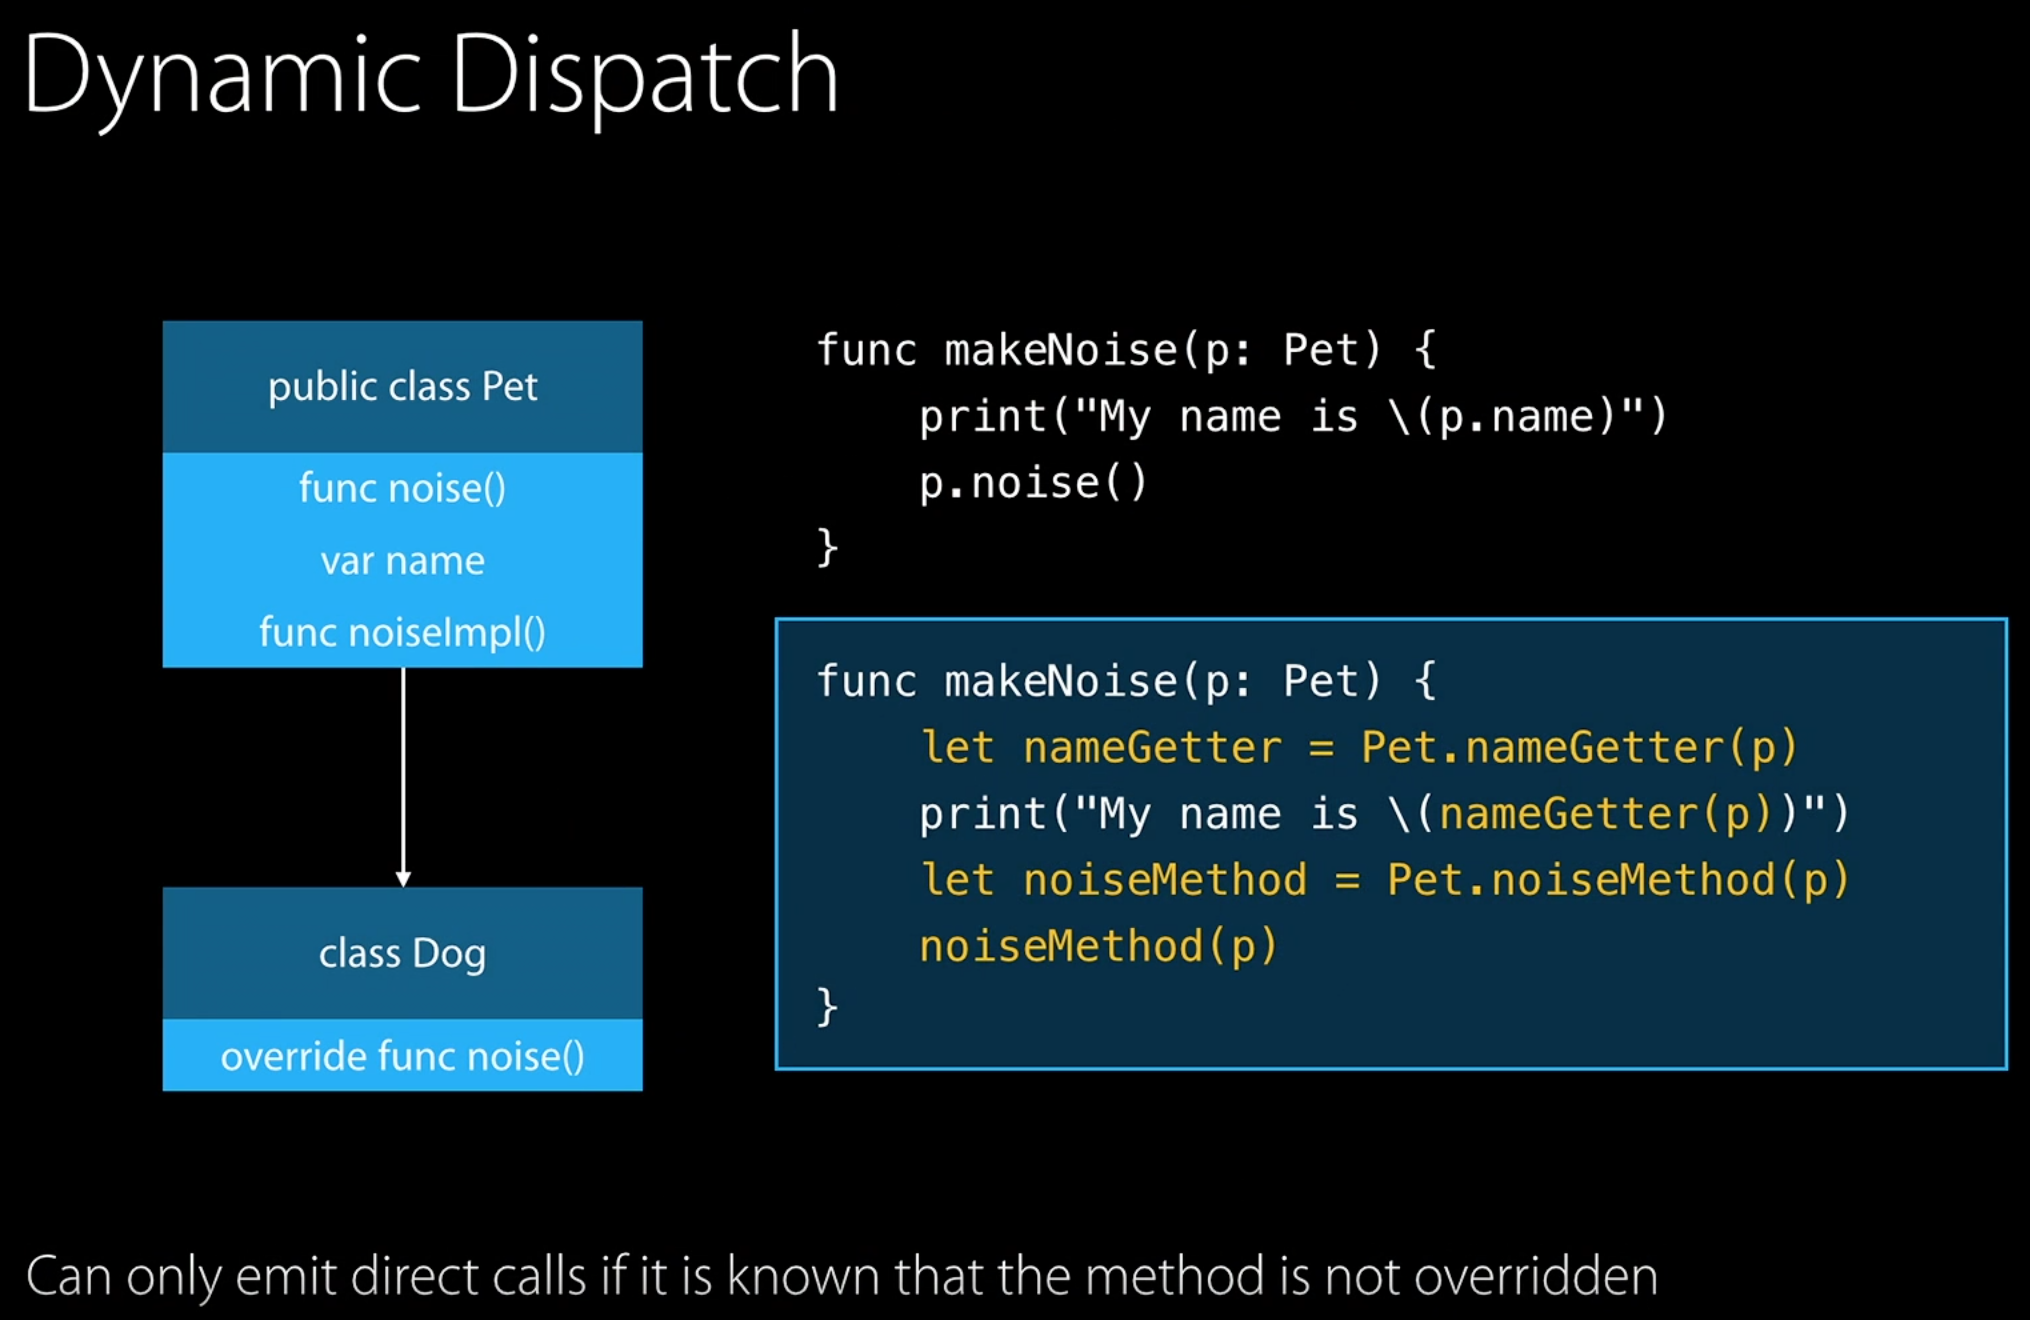 Dynamic Dispatch
public class Pet
func noise()
var name
func noiseImpl()
class Dog
override func noise()
func makeNoise(p: Pet) {
    print("My name is \(p.name)")
    p.noise()
}
func makeNoise(p: Pet) {
    let nameGetter = Pet.nameGetter(p)
    print("My name is \(nameGetter(p))")
    let noiseMethod = Pet.noiseMethod(p)
    noiseMethod(p)
}
Can only emit direct calls if it is known that the method is not overridden